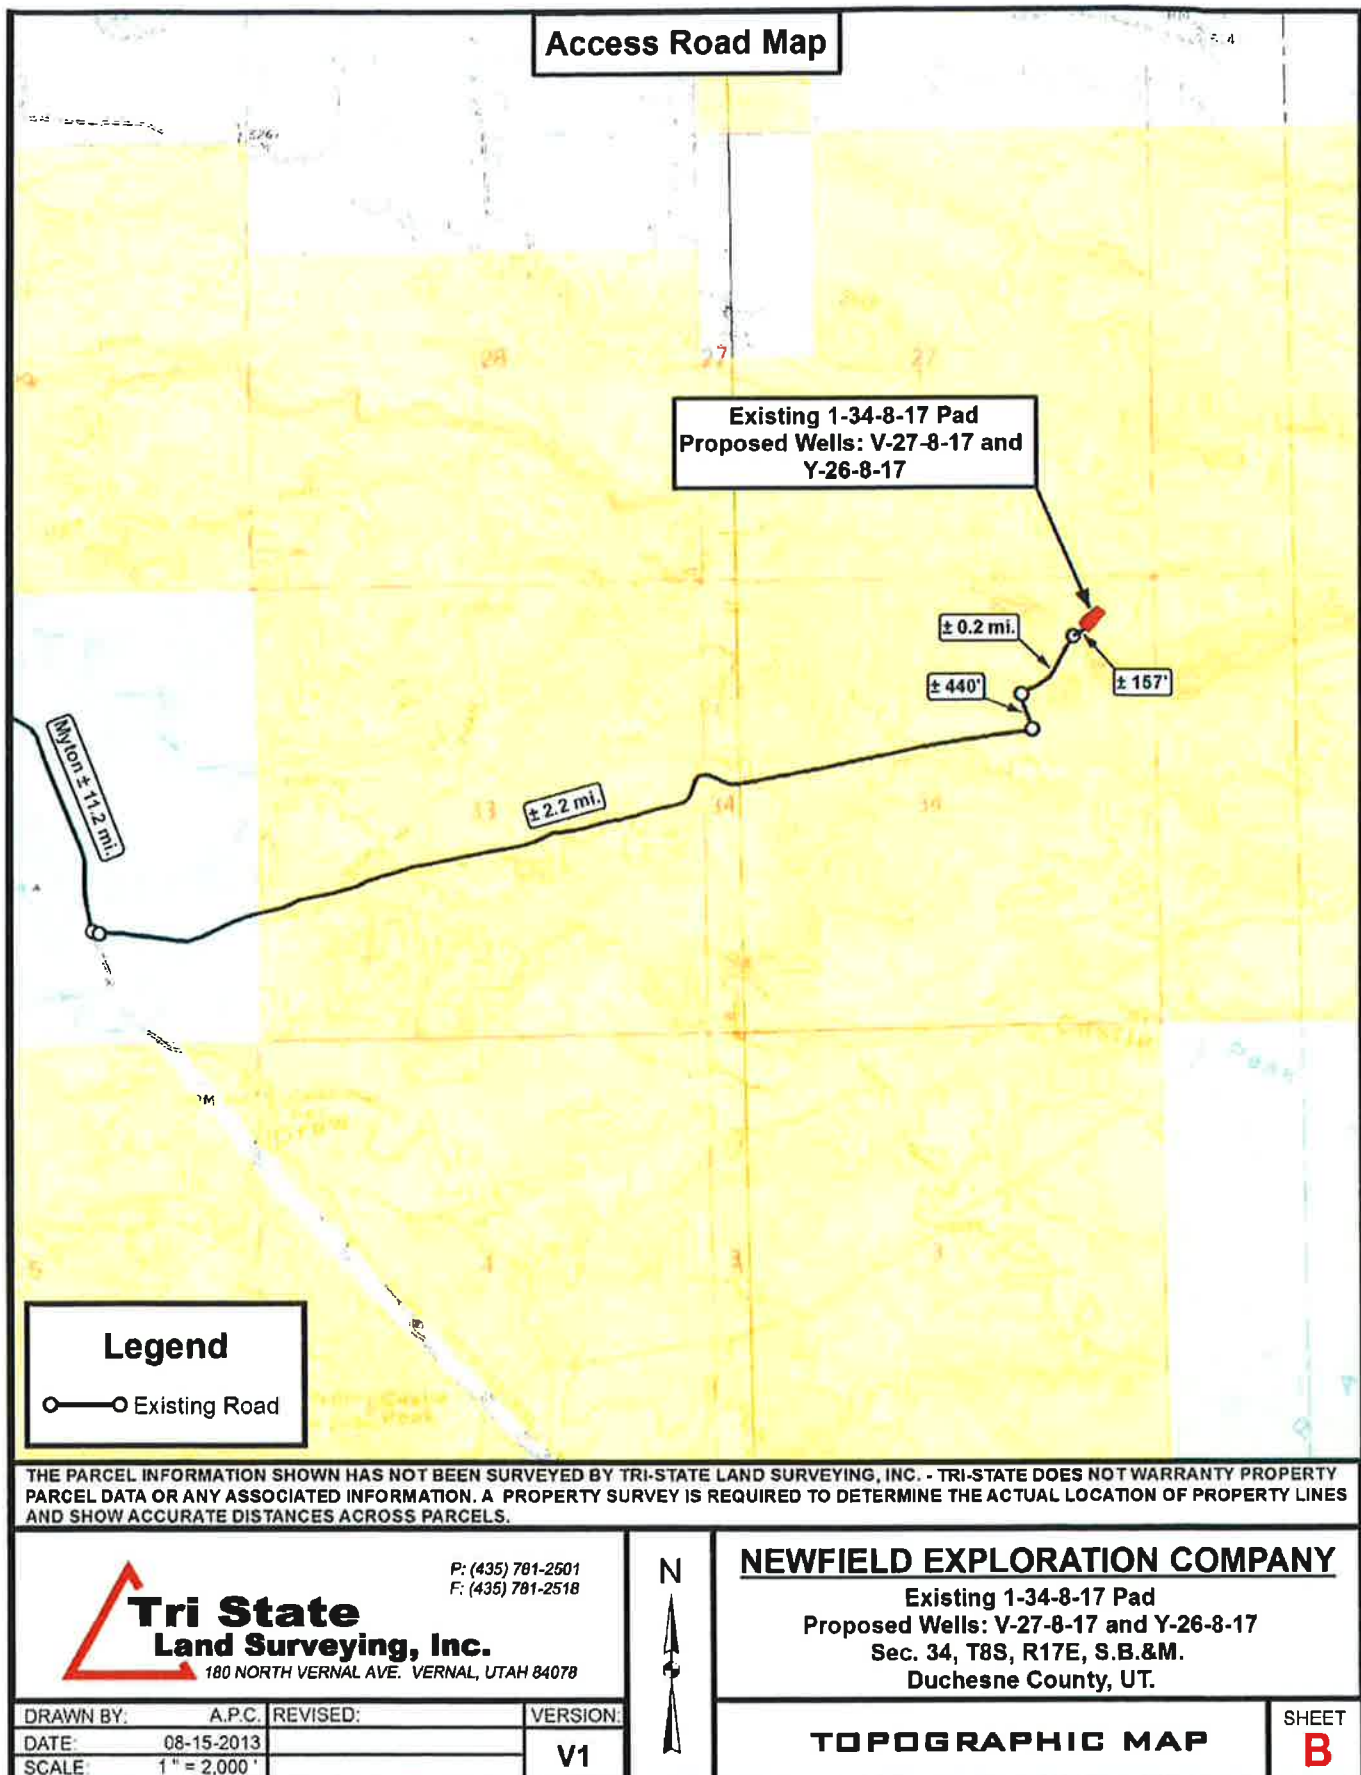 Access Road Map
28
27
27
Existing 1-34-8-17 Pad
Proposed Wells: V-27-8-17 and
Y-26-8-17
± 0.2 mi.
± 157'
± 440'
Myton ± 11.2 mi.
± 2.2 mi.
33
34
34
5
4
3
3
Legend
Existing Road
THE PARCEL INFORMATION SHOWN HAS NOT BEEN SURVEYED BY TRI-STATE LAND SURVEYING, INC. - TRI-STATE DOES NOT WARRANTY PROPERTY
PARCEL DATA OR ANY ASSOCIATED INFORMATION. A PROPERTY SURVEY IS REQUIRED TO DETERMINE THE ACTUAL LOCATION OF PROPERTY LINES
AND SHOW ACCURATE DISTANCES ACROSS PARCELS.
P: (435) 781-2501
F: (435) 781-2518
Tri State
Land Surveying, Inc.
180 NORTH VERNAL AVE. VERNAL, UTAH 84078
N
NEWFIELD EXPLORATION COMPANY
Existing 1-34-8-17 Pad
Proposed Wells: V-27-8-17 and Y-26-8-17
Sec. 34, T8S, R17E, S.B.&M.
Duchesne County, UT.
DRAWN BY: A.P.C. REVISED: VERSION:
DATE: 08-15-2013
V1
SCALE: 1 " = 2,000 '
TOPOGRAPHIC MAP
SHEET
B